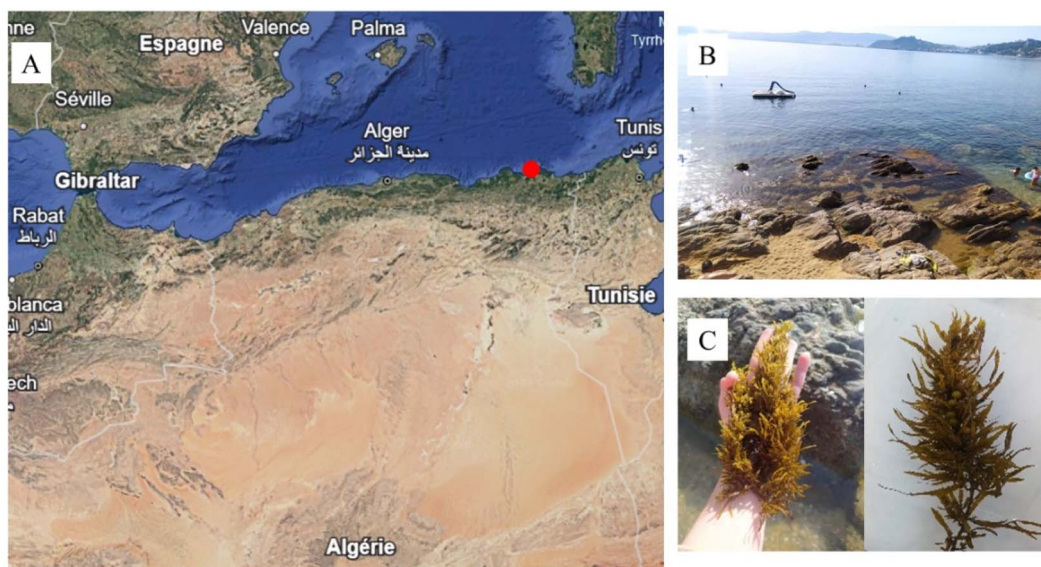 A
nne
Valence
Palma
Espagne
Tyrrh
Séville
Alger
مدينة الجزائر
Tunis
تونس
Gibraltar
Rabat
الرباط
Tunisie
blanca
الدار
ech
Algérie
B
C